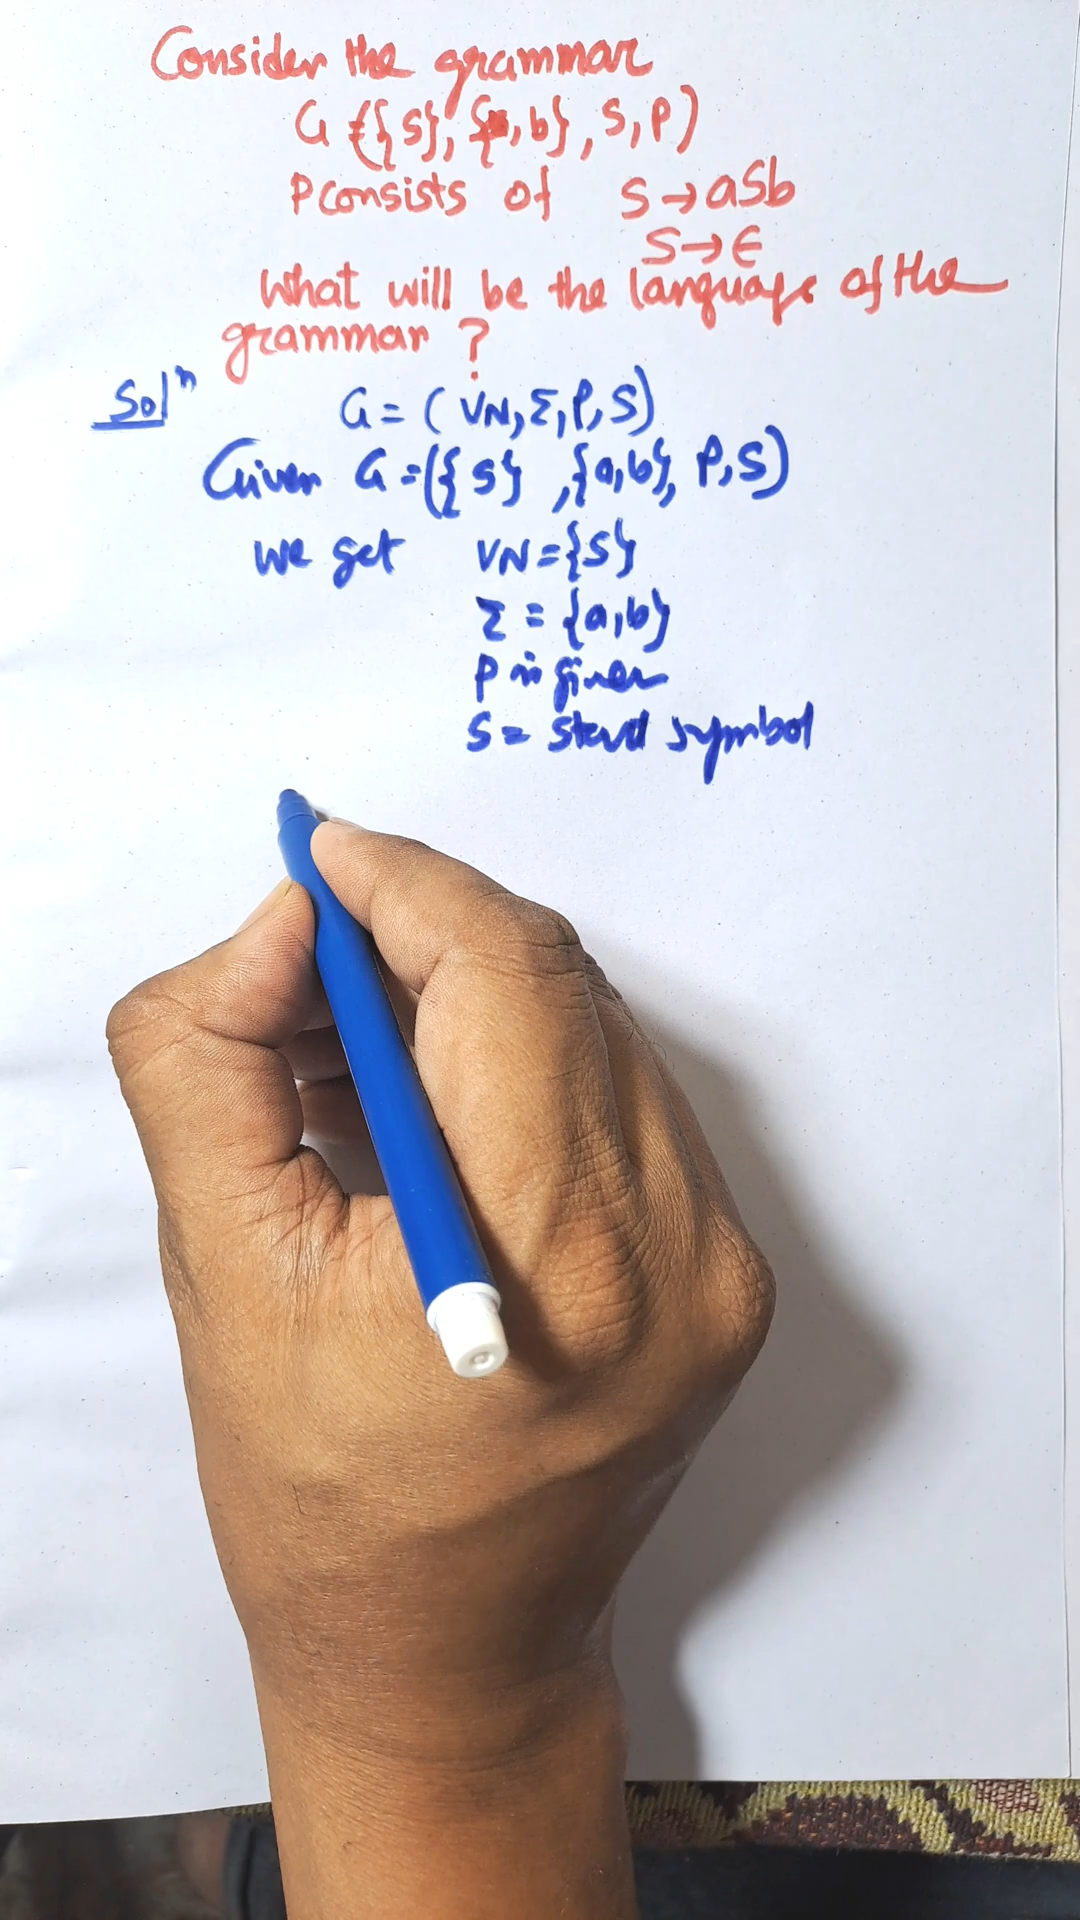 Consider the grammar
G = ({S}, {a, b}, S, P)
P consists of S → aSb
S → ϵ
What will be the language of the
grammar ?
Solⁿ G = (VN, Σ, P, S)
Given G = ({S}, {a, b}, P, S)
we get VN = {S}
Σ = {a, b}
P is given
S = start symbol